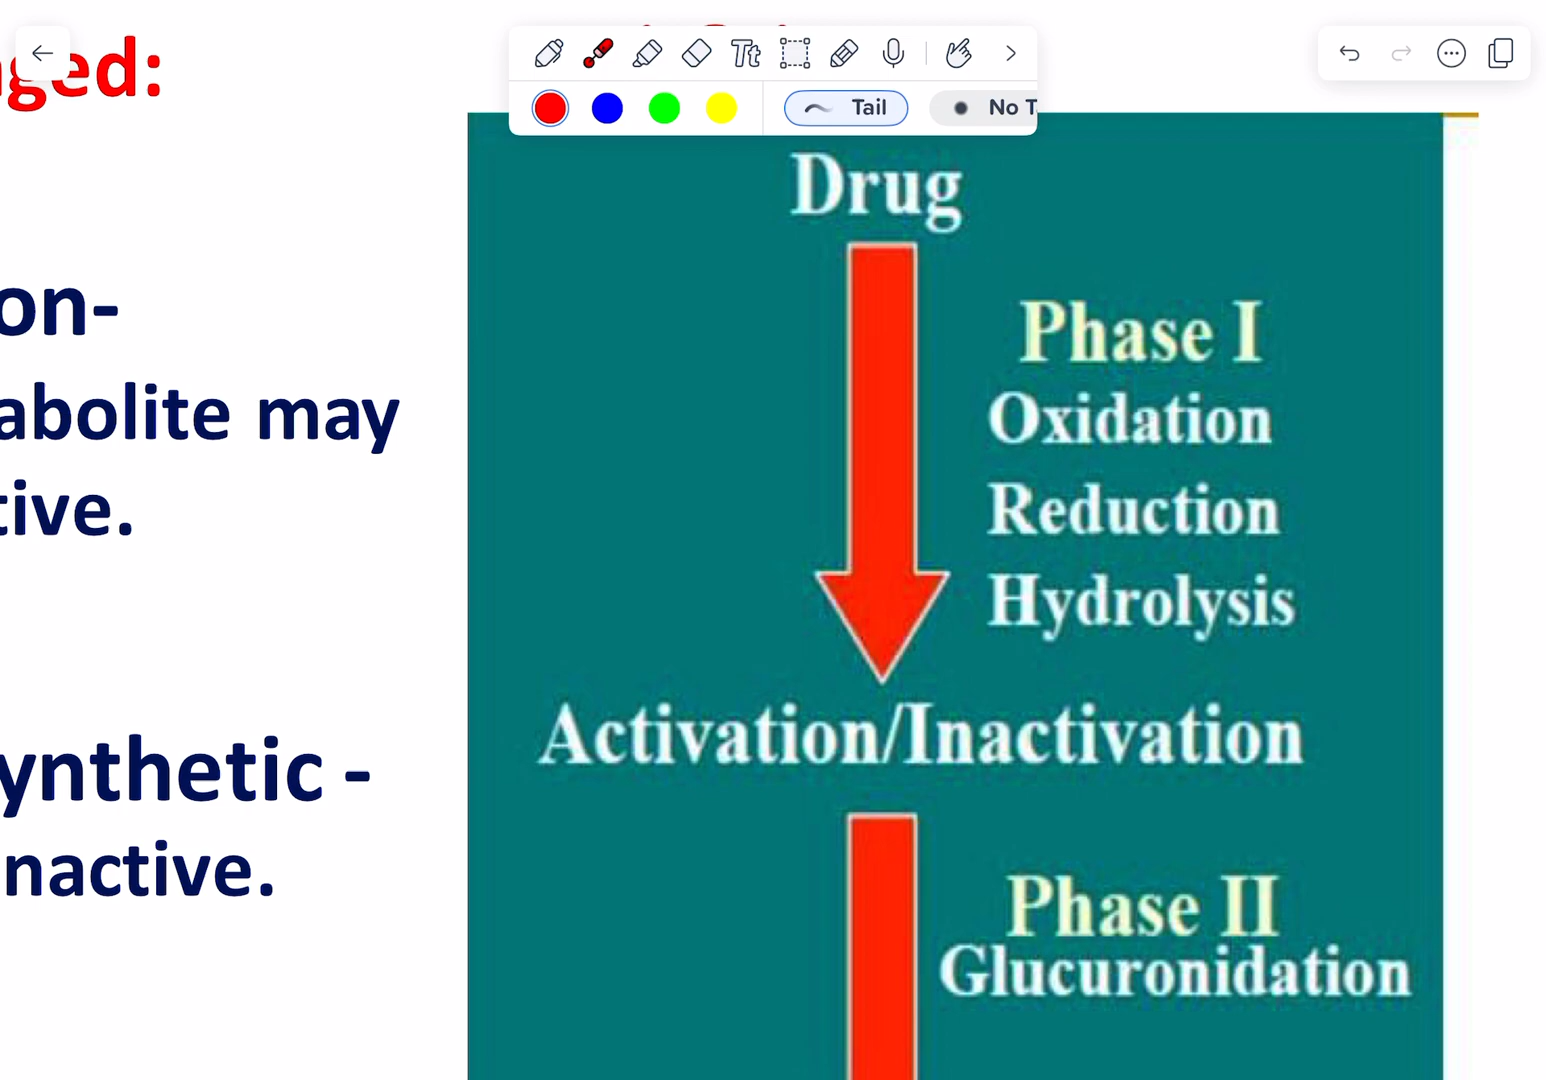 ged:
on-
abolite may
tive.
ynthetic -
nactive.
Tt
Tail
No T
Drug
Phase I
Oxidation
Reduction
Hydrolysis
Activation/Inactivation
Phase II
Glucuronidation